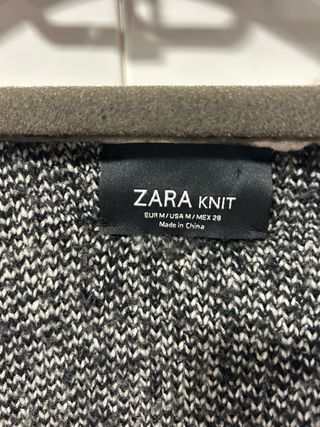 ZARA KNIT
EUR M / USA M / MEX 28
Made in China